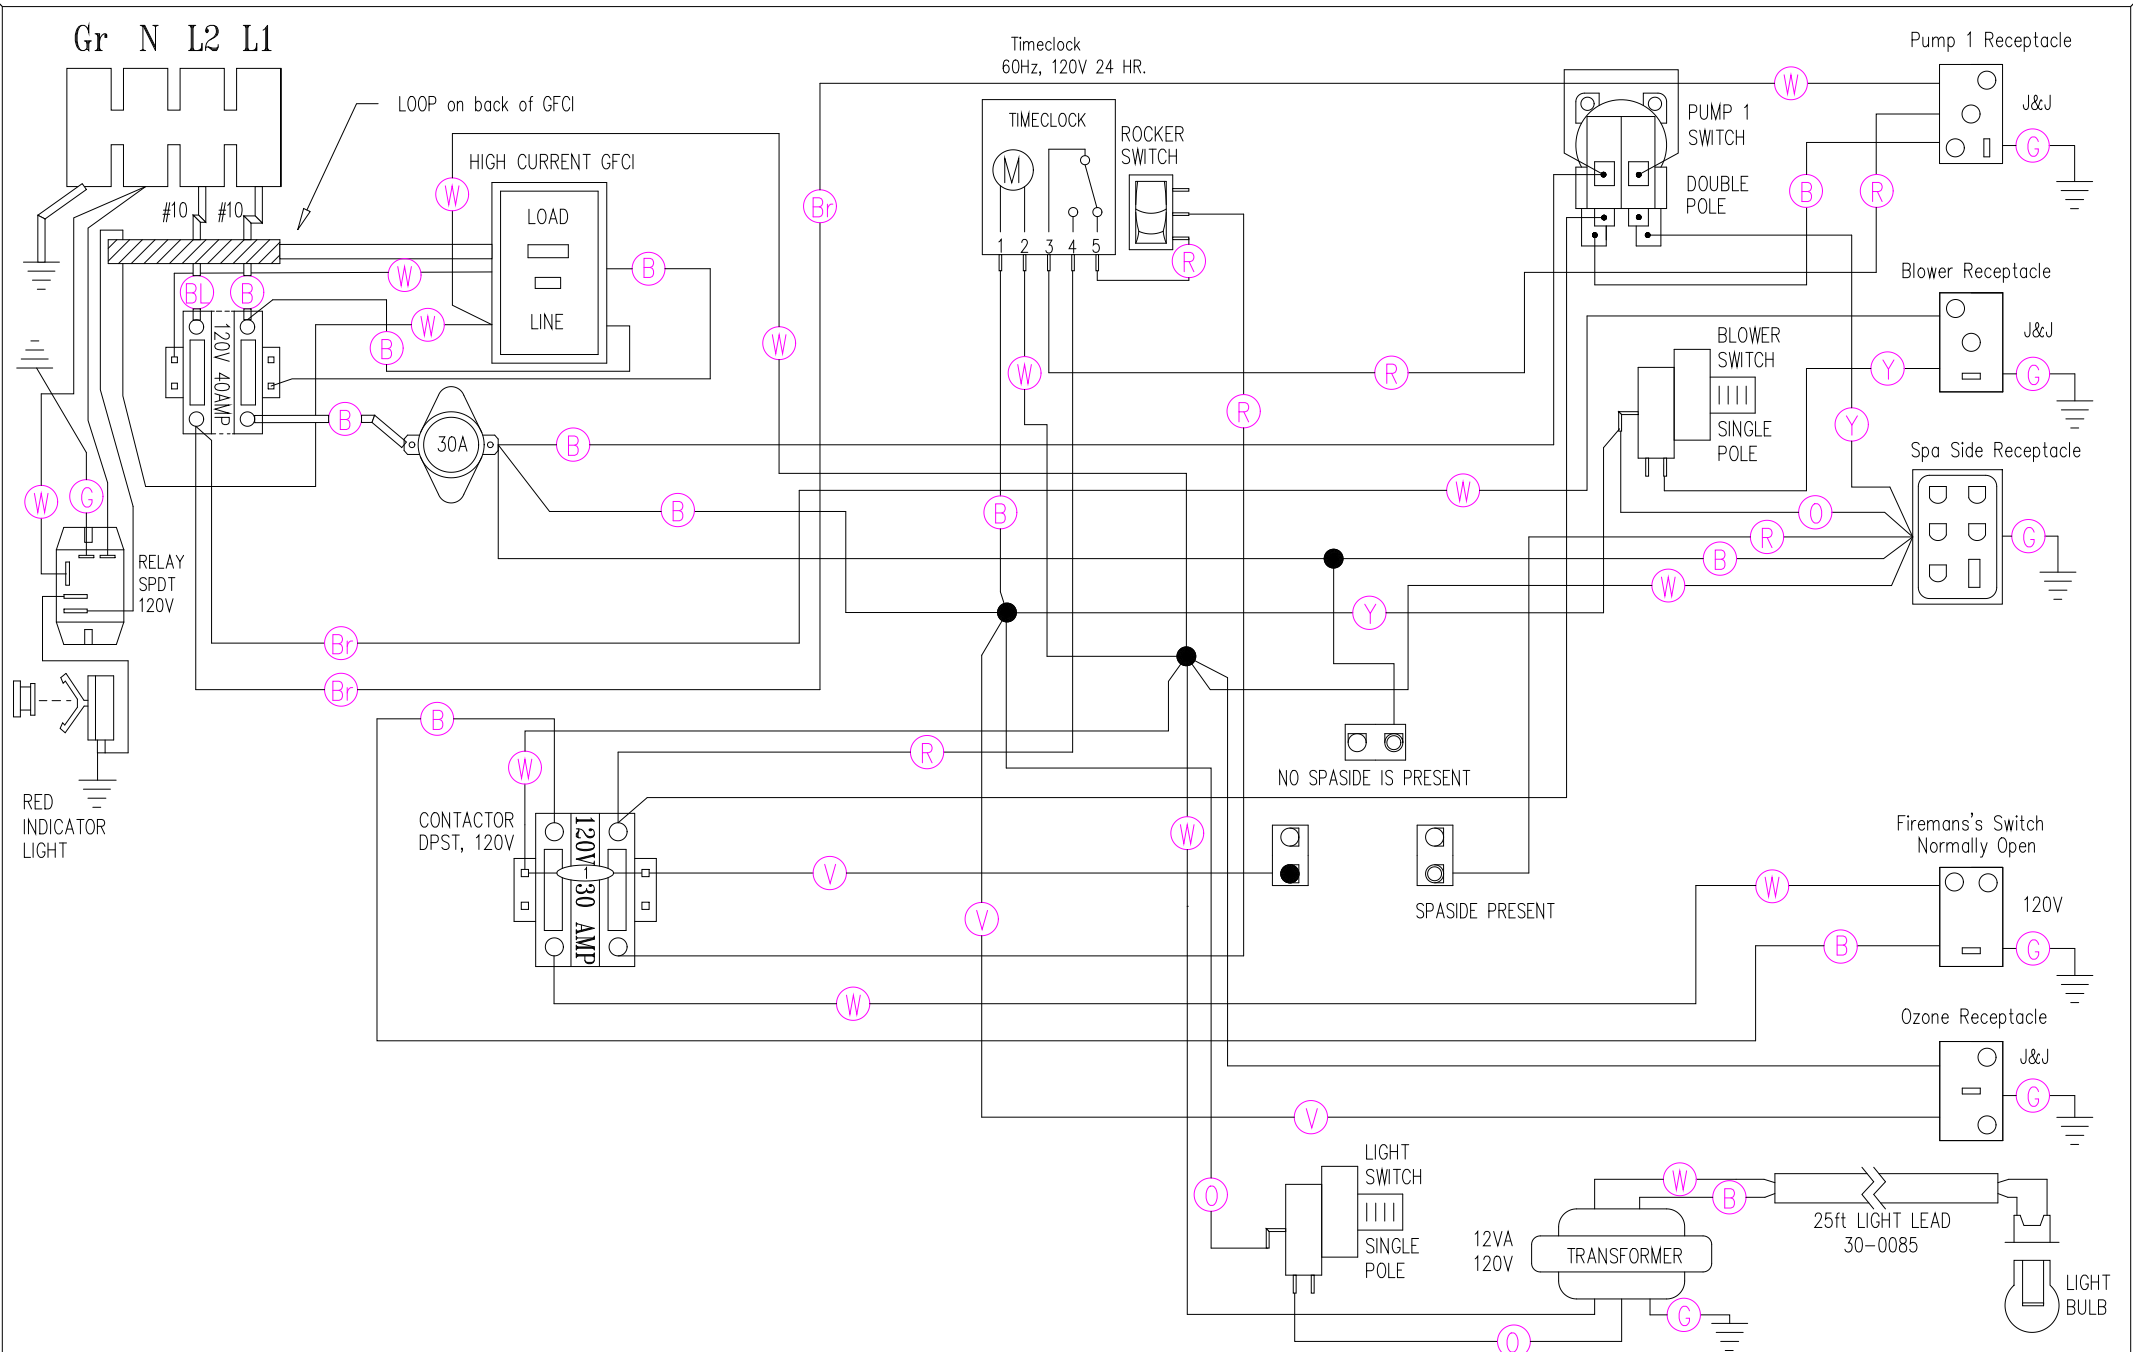 Gr N L2 L1
LOOP on back of GFCI
HIGH CURRENT GFCI
LOAD
LINE
#10 #10
BL B
W
W
W
B
B
W
Br
120V 40AMP
B
30A
B
B
W
G
RELAY
SPDT
120V
Br
Br
RED
INDICATOR
LIGHT
Timeclock
60Hz, 120V 24 HR.
TIMECLOCK
M
1 2 3 4 5
ROCKER
SWITCH
R
W
R
R
B
W
PUMP 1
SWITCH
DOUBLE
POLE
W
Pump 1 Receptacle
J&J
G
B
R
Blower Receptacle
J&J
G
BLOWER
SWITCH
SINGLE
POLE
Y
Y
Spa Side Receptacle
G
O
R
B
W
Y
B
W
R
CONTACTOR
DPST, 120V
120V 30 AMP
1
V
W
NO SPASIDE IS PRESENT
SPASIDE PRESENT
W
V
Firemans's Switch
Normally Open
120V
G
W
B
Ozone Receptacle
J&J
G
V
O
LIGHT
SWITCH
SINGLE
POLE
12VA
120V
TRANSFORMER
W
B
G
O
25ft LIGHT LEAD
30-0085
LIGHT
BULB